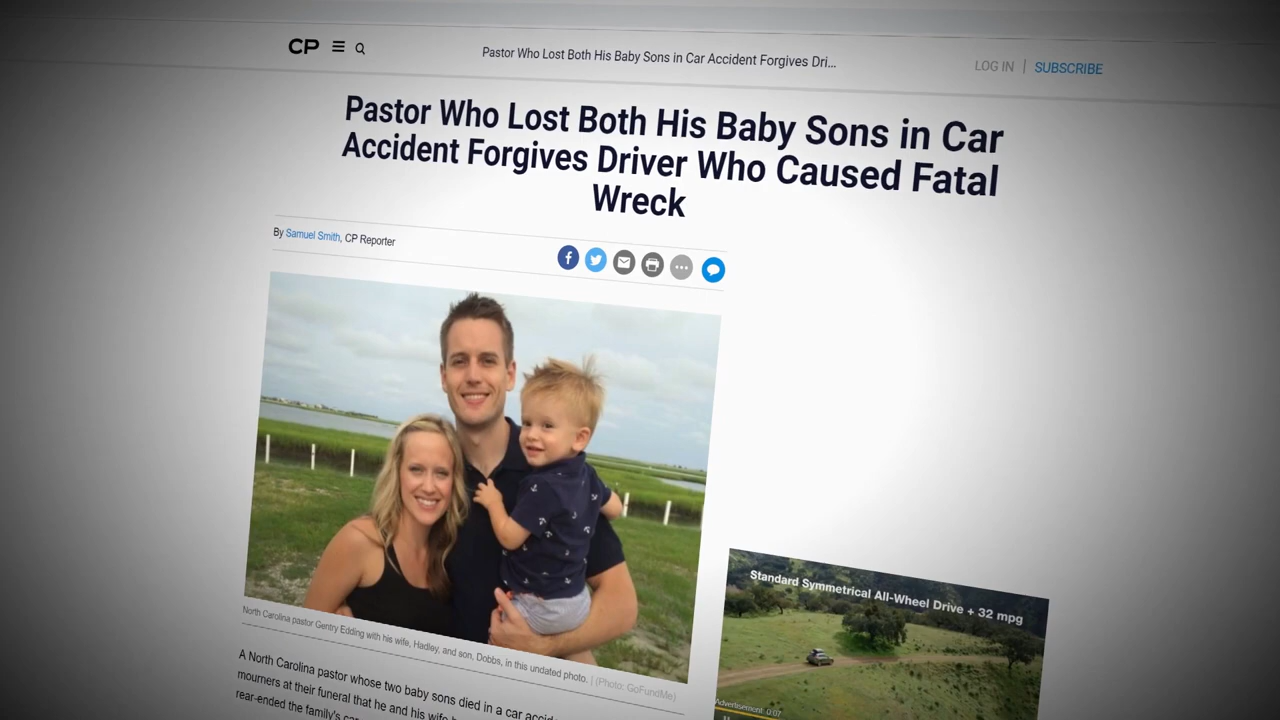 CP
Pastor Who Lost Both His Baby Sons in Car Accident Forgives Dri...
LOG IN | SUBSCRIBE
Pastor Who Lost Both His Baby Sons in Car
Accident Forgives Driver Who Caused Fatal
Wreck
By Samuel Smith, CP Reporter
Standard Symmetrical All-Wheel Drive + 32 mpg
North Carolina pastor Gentry Edding with his wife, Hadley, and son, Dobbs, in this undated photo. | (Photo: GoFundMe)
A North Carolina pastor whose two baby sons died in a car
mourners at their funeral that he and his wife
rear-ended the family's
Advertisement: 0:07